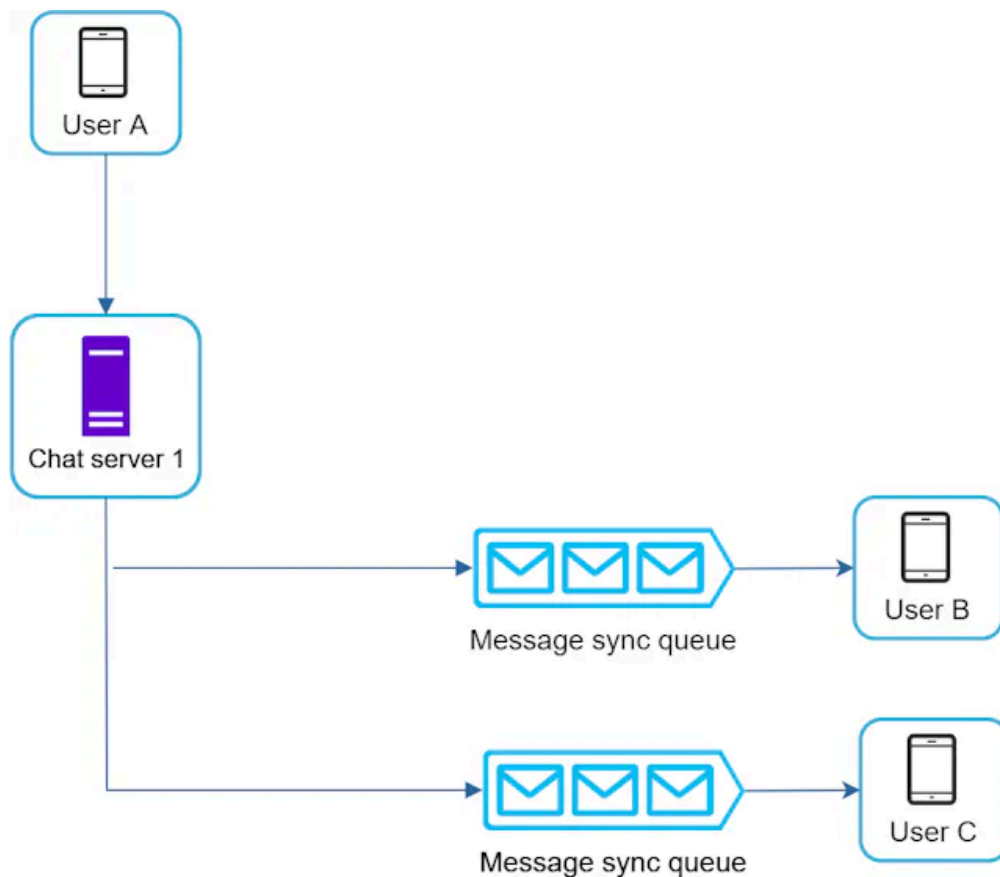 User A
Chat server 1
Message sync queue
User B
Message sync queue
User C